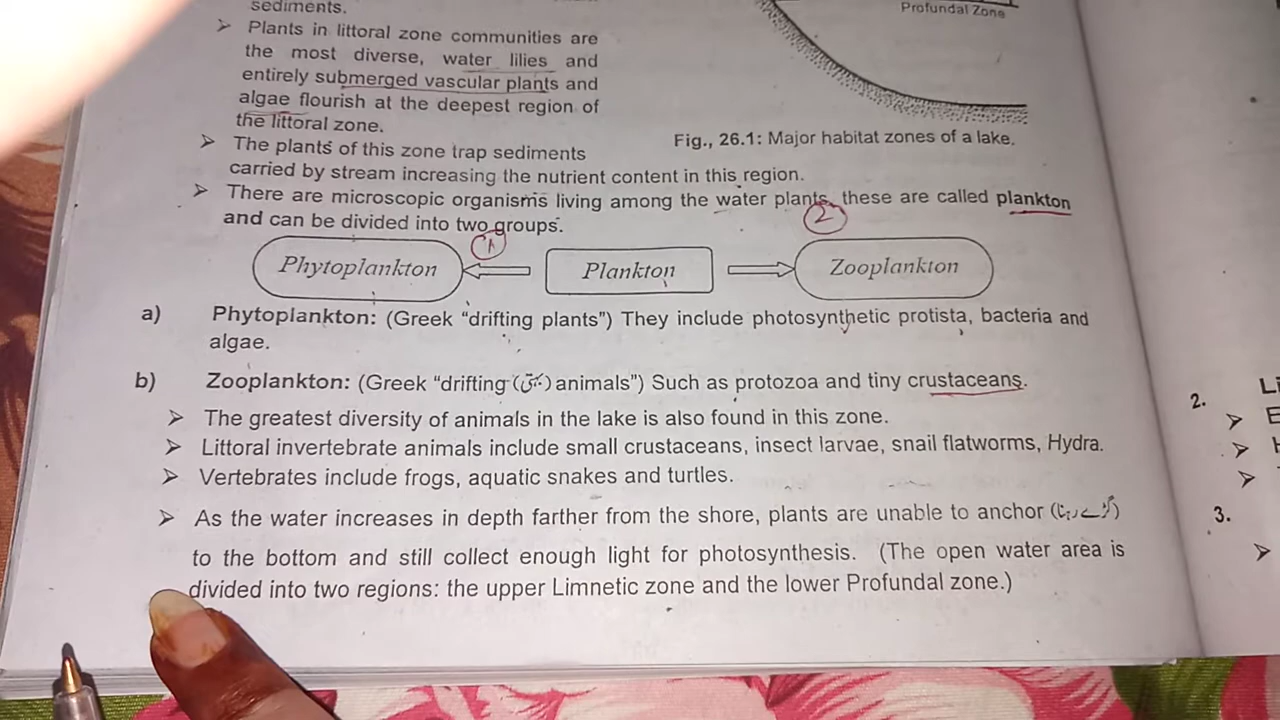 sediments.
Profundal Zone
➤ Plants in littoral zone communities are
the most diverse, water lilies and
entirely submerged vascular plants and
algae flourish at the deepest region of
the littoral zone.
Fig., 26.1: Major habitat zones of a lake.
➤ The plants of this zone trap sediments
carried by stream increasing the nutrient content in this region.
➤ There are microscopic organisms living among the water plants, these are called plankton
and can be divided into two groups.
1
2
Phytoplankton
Plankton
Zooplankton
a) Phytoplankton: (Greek "drifting plants") They include photosynthetic protista, bacteria and
algae.
b) Zooplankton: (Greek "drifting () animals") Such as protozoa and tiny crustaceans.
➤ The greatest diversity of animals in the lake is also found in this zone.
➤ Littoral invertebrate animals include small crustaceans, insect larvae, snail flatworms, Hydra.
➤ Vertebrates include frogs, aquatic snakes and turtles.
➤ As the water increases in depth farther from the shore, plants are unable to anchor (گڑے رہنا)
to the bottom and still collect enough light for photosynthesis. (The open water area is
divided into two regions: the upper Limnetic zone and the lower Profundal zone.)
2.
3.